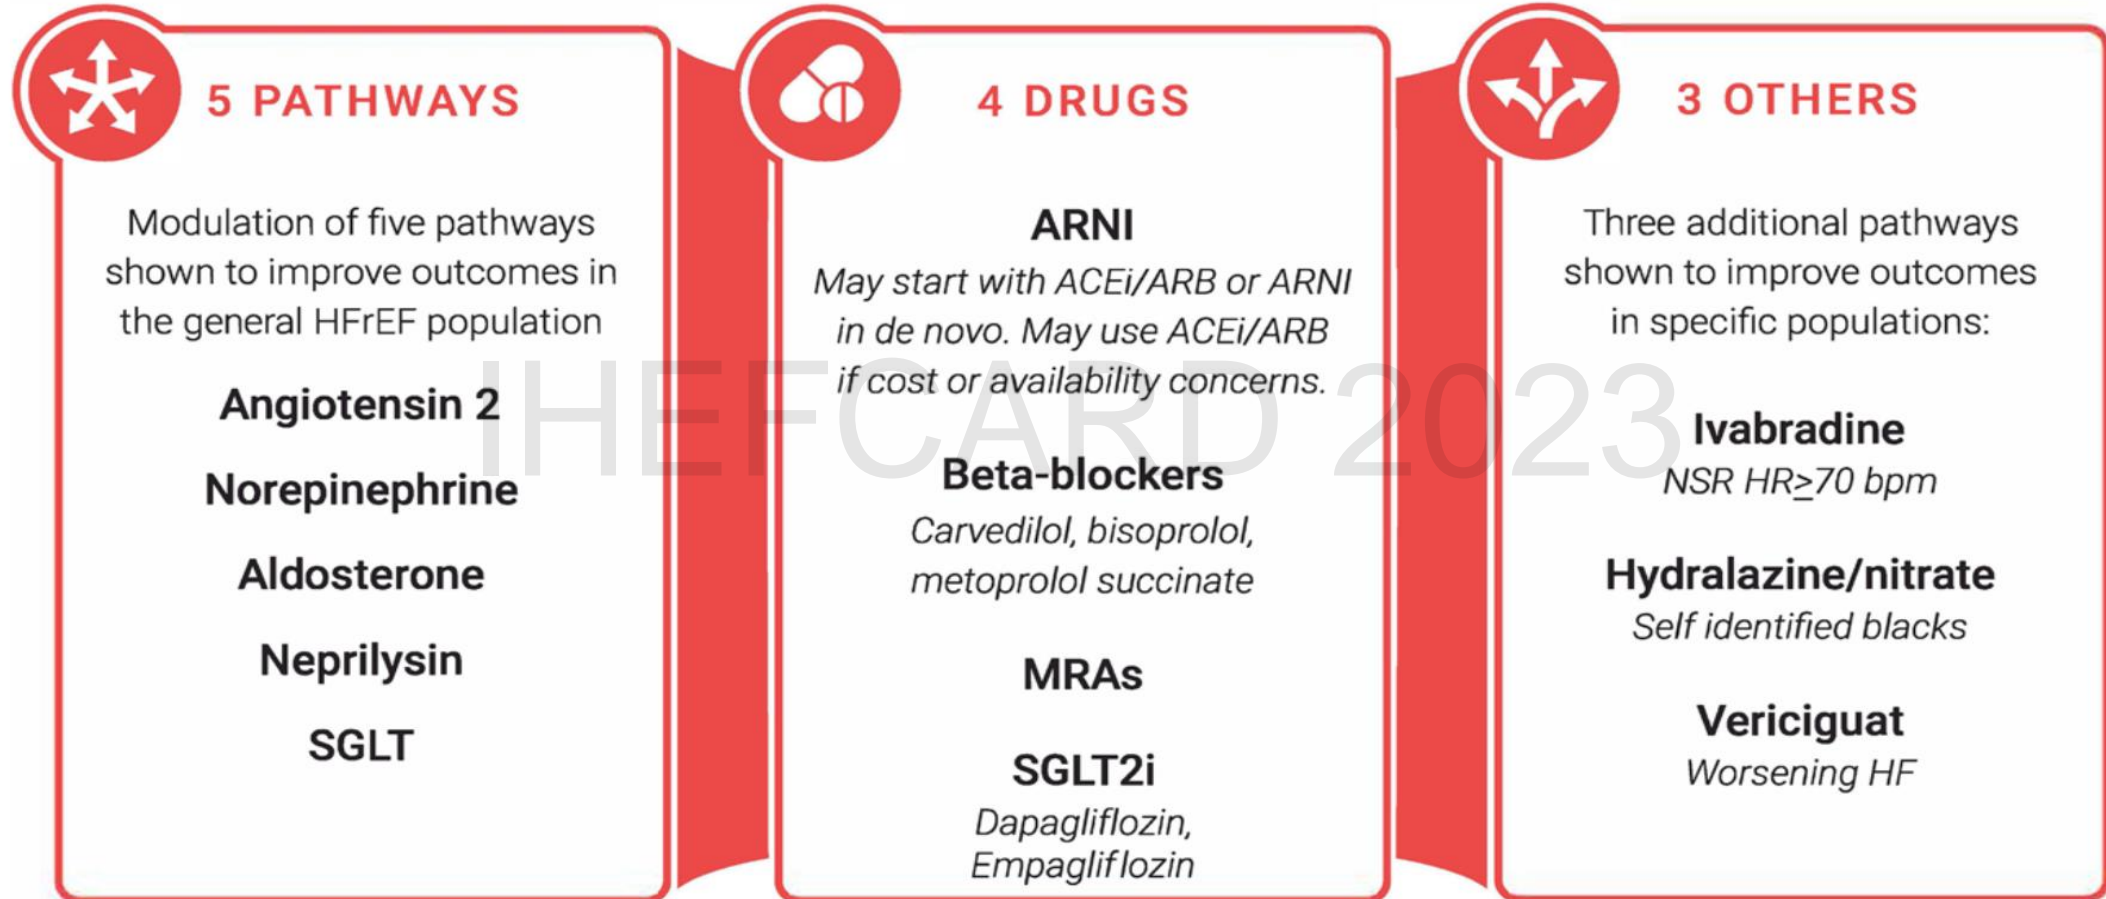 5 PATHWAYS
Modulation of five pathways
shown to improve outcomes in
the general HFrEF population
Angiotensin 2
Norepinephrine
Aldosterone
Neprilysin
SGLT
4 DRUGS
ARNI
May start with ACEi/ARB or ARNI
in de novo. May use ACEi/ARB
if cost or availability concerns.
Beta-blockers
Carvedilol, bisoprolol,
metoprolol succinate
MRAs
SGLT2i
Dapagliflozin,
Empagliflozin
3 OTHERS
Three additional pathways
shown to improve outcomes
in specific populations:
Ivabradine
NSR HR≥70 bpm
Hydralazine/nitrate
Self identified blacks
Vericiguat
Worsening HF
IHEFCARD 2023